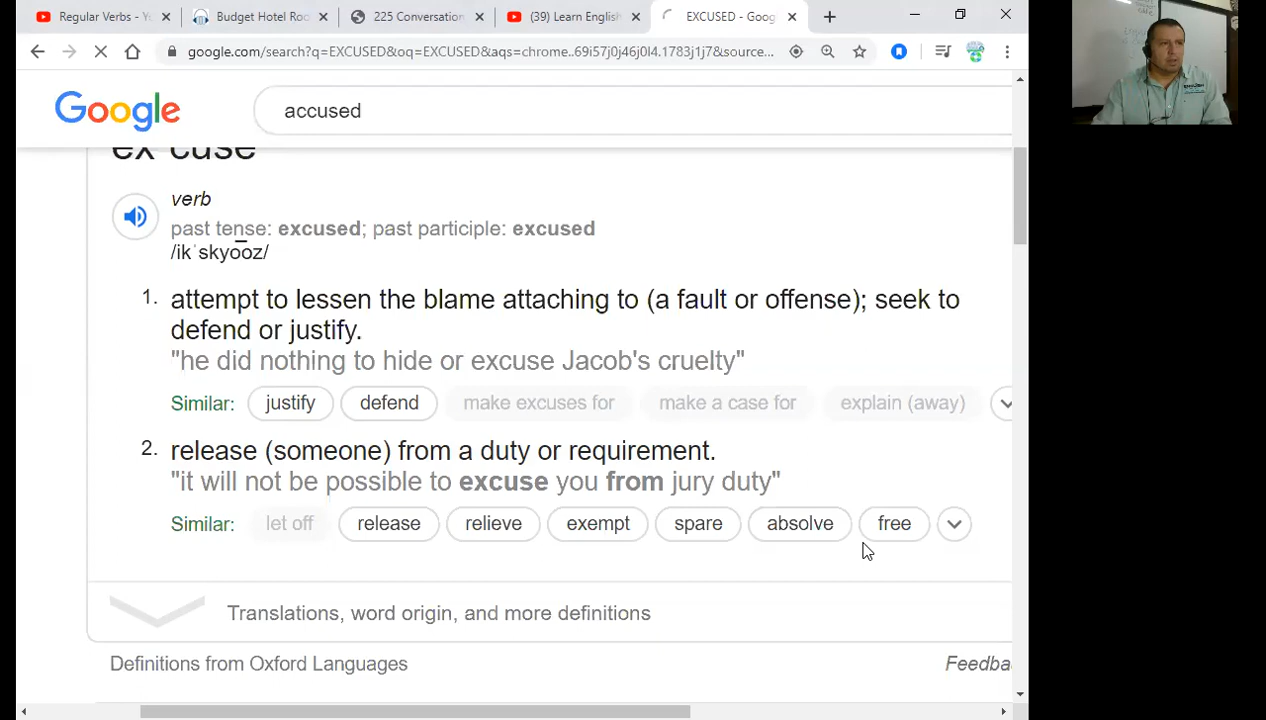 Regular Verbs - Yo
Budget Hotel Roo
225 Conversation
(39) Learn English
EXCUSED - Goog
google.com/search?q=EXCUSED&oq=EXCUSED&aqs=chrome..69i57j0j46j0l4.1783j1j7&source...
Google
accused
ex·cuse
verb
past tense: excused; past participle: excused
/ikˈskyo͞oz/
1. attempt to lessen the blame attaching to (a fault or offense); seek to
defend or justify.
"he did nothing to hide or excuse Jacob's cruelty"
Similar: justify defend make excuses for make a case for explain (away)
2. release (someone) from a duty or requirement.
"it will not be possible to excuse you from jury duty"
Similar: let off release relieve exempt spare absolve free
Translations, word origin, and more definitions
Definitions from Oxford Languages
Feedba